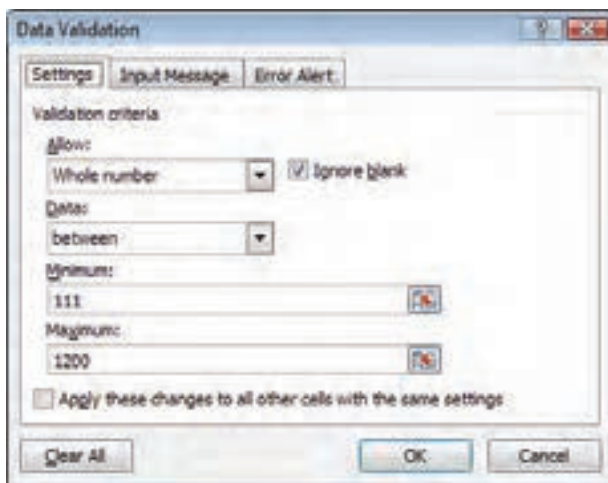 Data Validation
Settings Input Message Error Alert
Validation criteria
Allow:
Whole number Ignore blank
Data:
between
Minimum:
111
Maximum:
1200
Apply these changes to all other cells with the same settings
Clear All OK Cancel